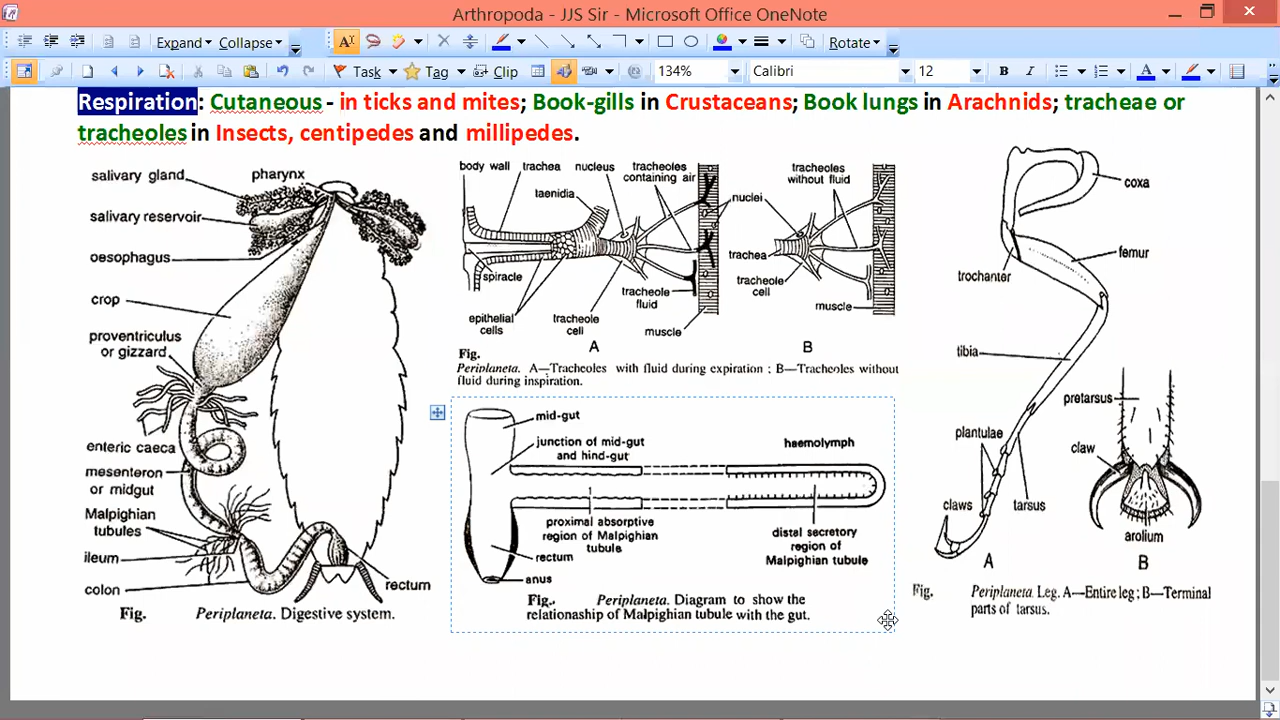 Arthropoda - JJS Sir - Microsoft Office OneNote
Expand Collapse Rotate
Task Tag Clip 134% Calibri 12 B I U A
Respiration: Cutaneous - in ticks and mites; Book-gills in Crustaceans; Book lungs in Arachnids; tracheae or
tracheoles in Insects, centipedes and millipedes.
salivary gland
pharynx
salivary reservoir
oesophagus
crop
proventriculus
or gizzard
enteric caeca
mesenteron
or midgut
Malpighian
tubules
ileum
colon
rectum
Fig. Periplaneta. Digestive system.
body wall
trachea
nucleus
tracheoles
containing air
taenidia
nuclei
spiracle
epithelial
cells
tracheole
cell
tracheole
fluid
muscle
A
tracheoles
without fluid
trachea
tracheole
cell
muscle
B
Fig.
Periplaneta. A—Tracheoles with fluid during expiration ; B—Tracheoles without
fluid during inspiration.
mid-gut
junction of mid-gut
and hind-gut
haemolymph
proximal absorptive
region of Malpighian
tubule
distal secretory
region of
Malpighian tubule
rectum
anus
Fig. Periplaneta. Diagram to show the
relationaship of Malpighian tubule with the gut.
coxa
femur
trochanter
tibia
plantulae
claws
tarsus
A
pretarsus
claw
arolium
B
Fig. Periplaneta. Leg. A—Entire leg ; B—Terminal
parts of tarsus.